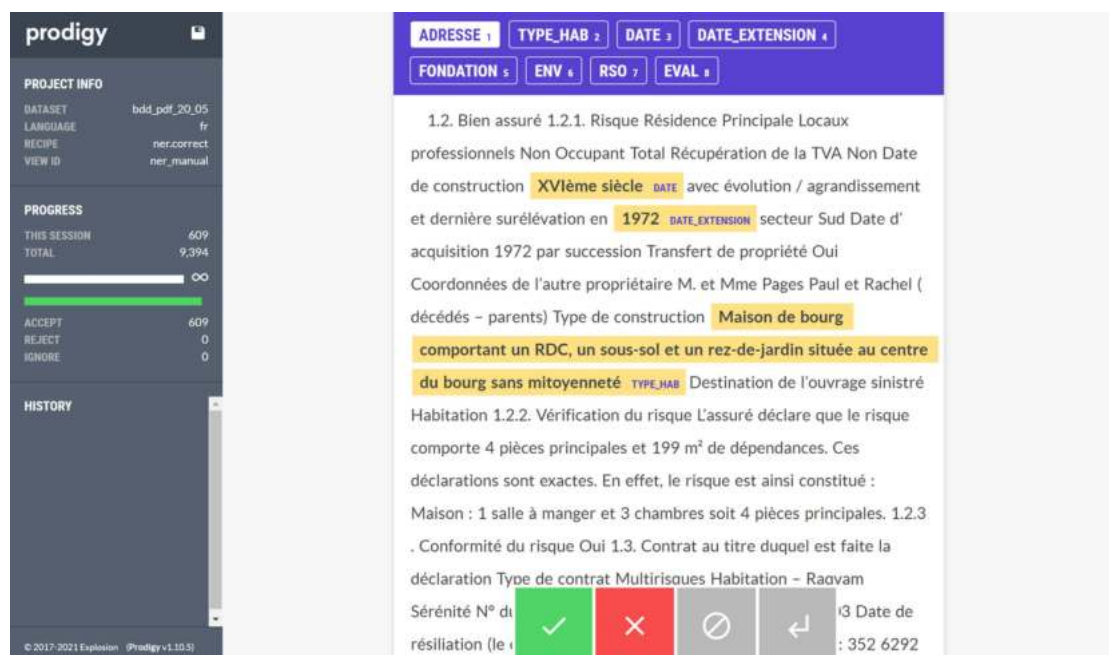 prodigy
PROJECT INFO
DATASET bdd_pdf_20_05
LANGUAGE fr
RECIPE ner.correct
VIEW ID ner_manual
PROGRESS
THIS SESSION 609
TOTAL 9,394
∞
ACCEPT 609
REJECT 0
IGNORE 0
HISTORY
© 2017-2021 Explosion (Prodigy v1.10.5)
ADRESSE 1 TYPE_HAB 2 DATE 3 DATE_EXTENSION 4
FONDATION 5 ENV 6 RSO 7 EVAL 8
1.2. Bien assuré 1.2.1. Risque Résidence Principale Locaux
professionnels Non Occupant Total Récupération de la TVA Non Date
de construction XVIème siècle DATE avec évolution / agrandissement
et dernière surélévation en 1972 DATE_EXTENSION secteur Sud Date d'
acquisition 1972 par succession Transfert de propriété Oui
Coordonnées de l'autre propriétaire M. et Mme Pages Paul et Rachel (
décédés – parents) Type de construction Maison de bourg
comportant un RDC, un sous-sol et un rez-de-jardin située au centre
du bourg sans mitoyenneté TYPE_HAB Destination de l'ouvrage sinistré
Habitation 1.2.2. Vérification du risque L'assuré déclare que le risque
comporte 4 pièces principales et 199 m² de dépendances. Ces
déclarations sont exactes. En effet, le risque est ainsi constitué :
Maison : 1 salle à manger et 3 chambres soit 4 pièces principales. 1.2.3
. Conformité du risque Oui 1.3. Contrat au titre duquel est faite la
déclaration Type de contrat Multirisques Habitation – Raqvam
Sérénité N° 3 Date de
résiliation (le : 352 6292